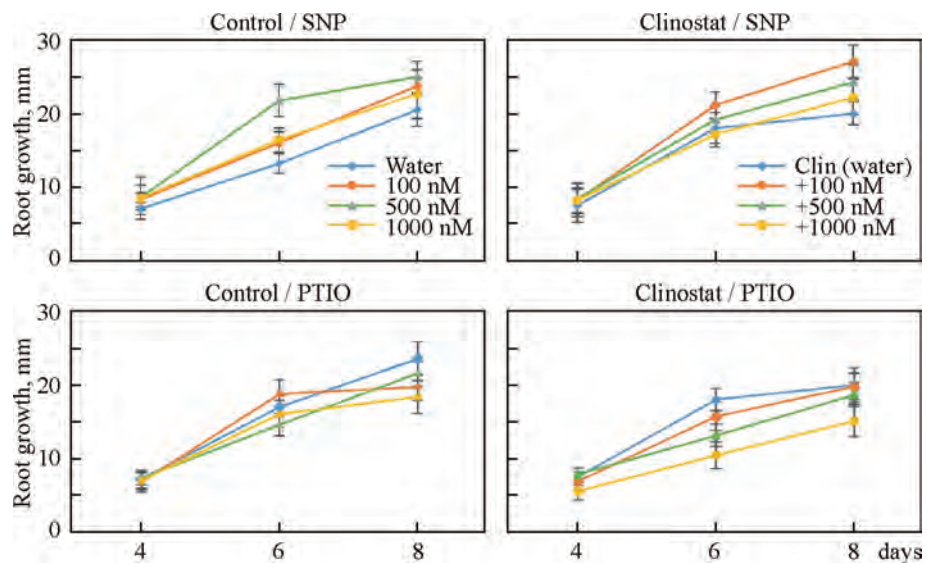 Control / SNP
Clinostat / SNP
Root growth, mm
30
20
10
0
Water
100 nM
500 nM
1000 nM
Clin (water)
+100 nM
+500 nM
+1000 nM
Control / PTIO
Clinostat / PTIO
Root growth, mm
30
20
10
0
4 6 8 4 6 8 days